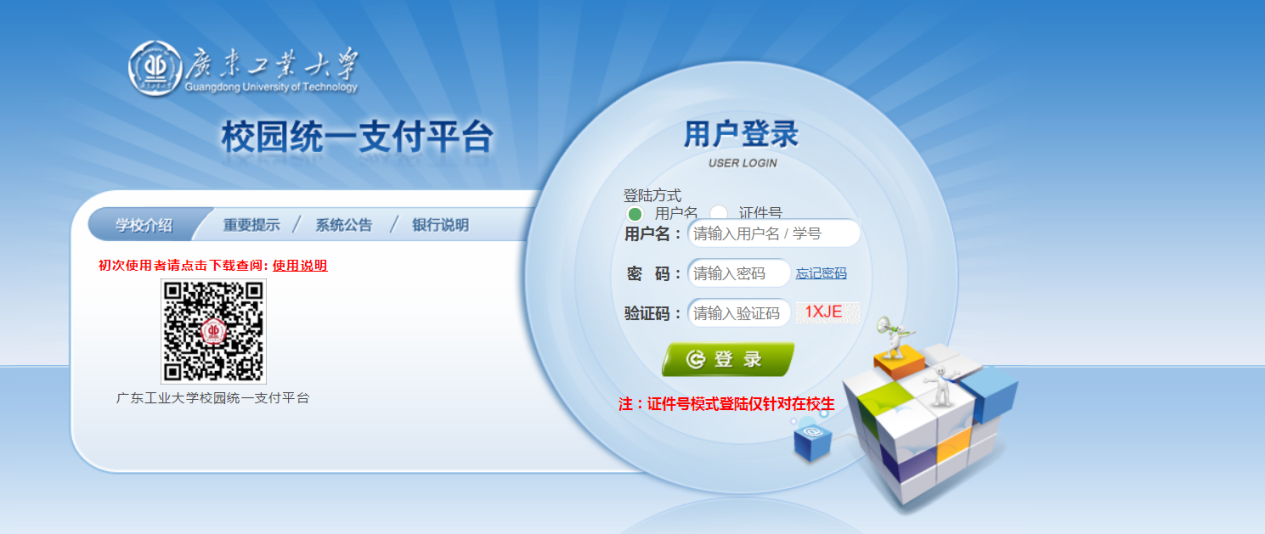 廣東工業大學
Guangdong University of Technology
校园统一支付平台
学校介绍 重要提示 / 系统公告 / 银行说明
初次使用者请点击下载查阅: 使用说明
广东工业大学校园统一支付平台
用户登录
USER LOGIN
登陆方式
用户名 证件号
用户名： 请输入用户名 / 学号
密 码： 请输入密码 忘记密码
验证码： 请输入验证码 1XJE
登 录
注：证件号模式登陆仅针对在校生
@